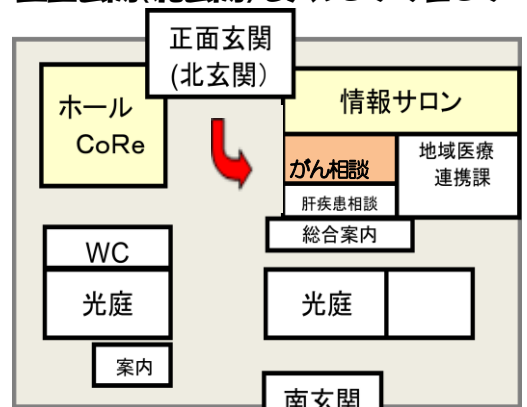 正面玄関
(北玄関)
ホール
CoRe
情報サロン
がん相談
地域医療
連携課
肝疾患相談
総合案内
WC
光庭
光庭
案内
南玄関